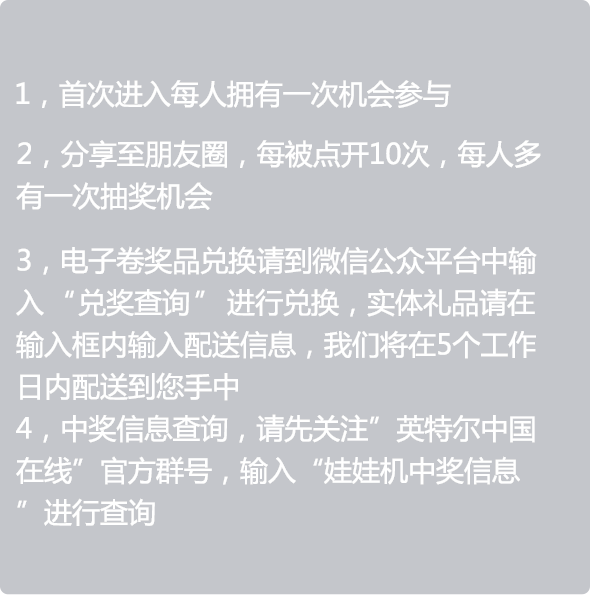 1，首次进入每人拥有一次机会参与
2，分享至朋友圈，每被点开10次，每人多
有一次抽奖机会
3，电子卷奖品兑换请到微信公众平台中输
入“兑奖查询”进行兑换，实体礼品请在
输入框内输入配送信息，我们将在5个工作
日内配送到您手中
4，中奖信息查询，请先关注”英特尔中国
在线”官方群号，输入“娃娃机中奖信息
”进行查询